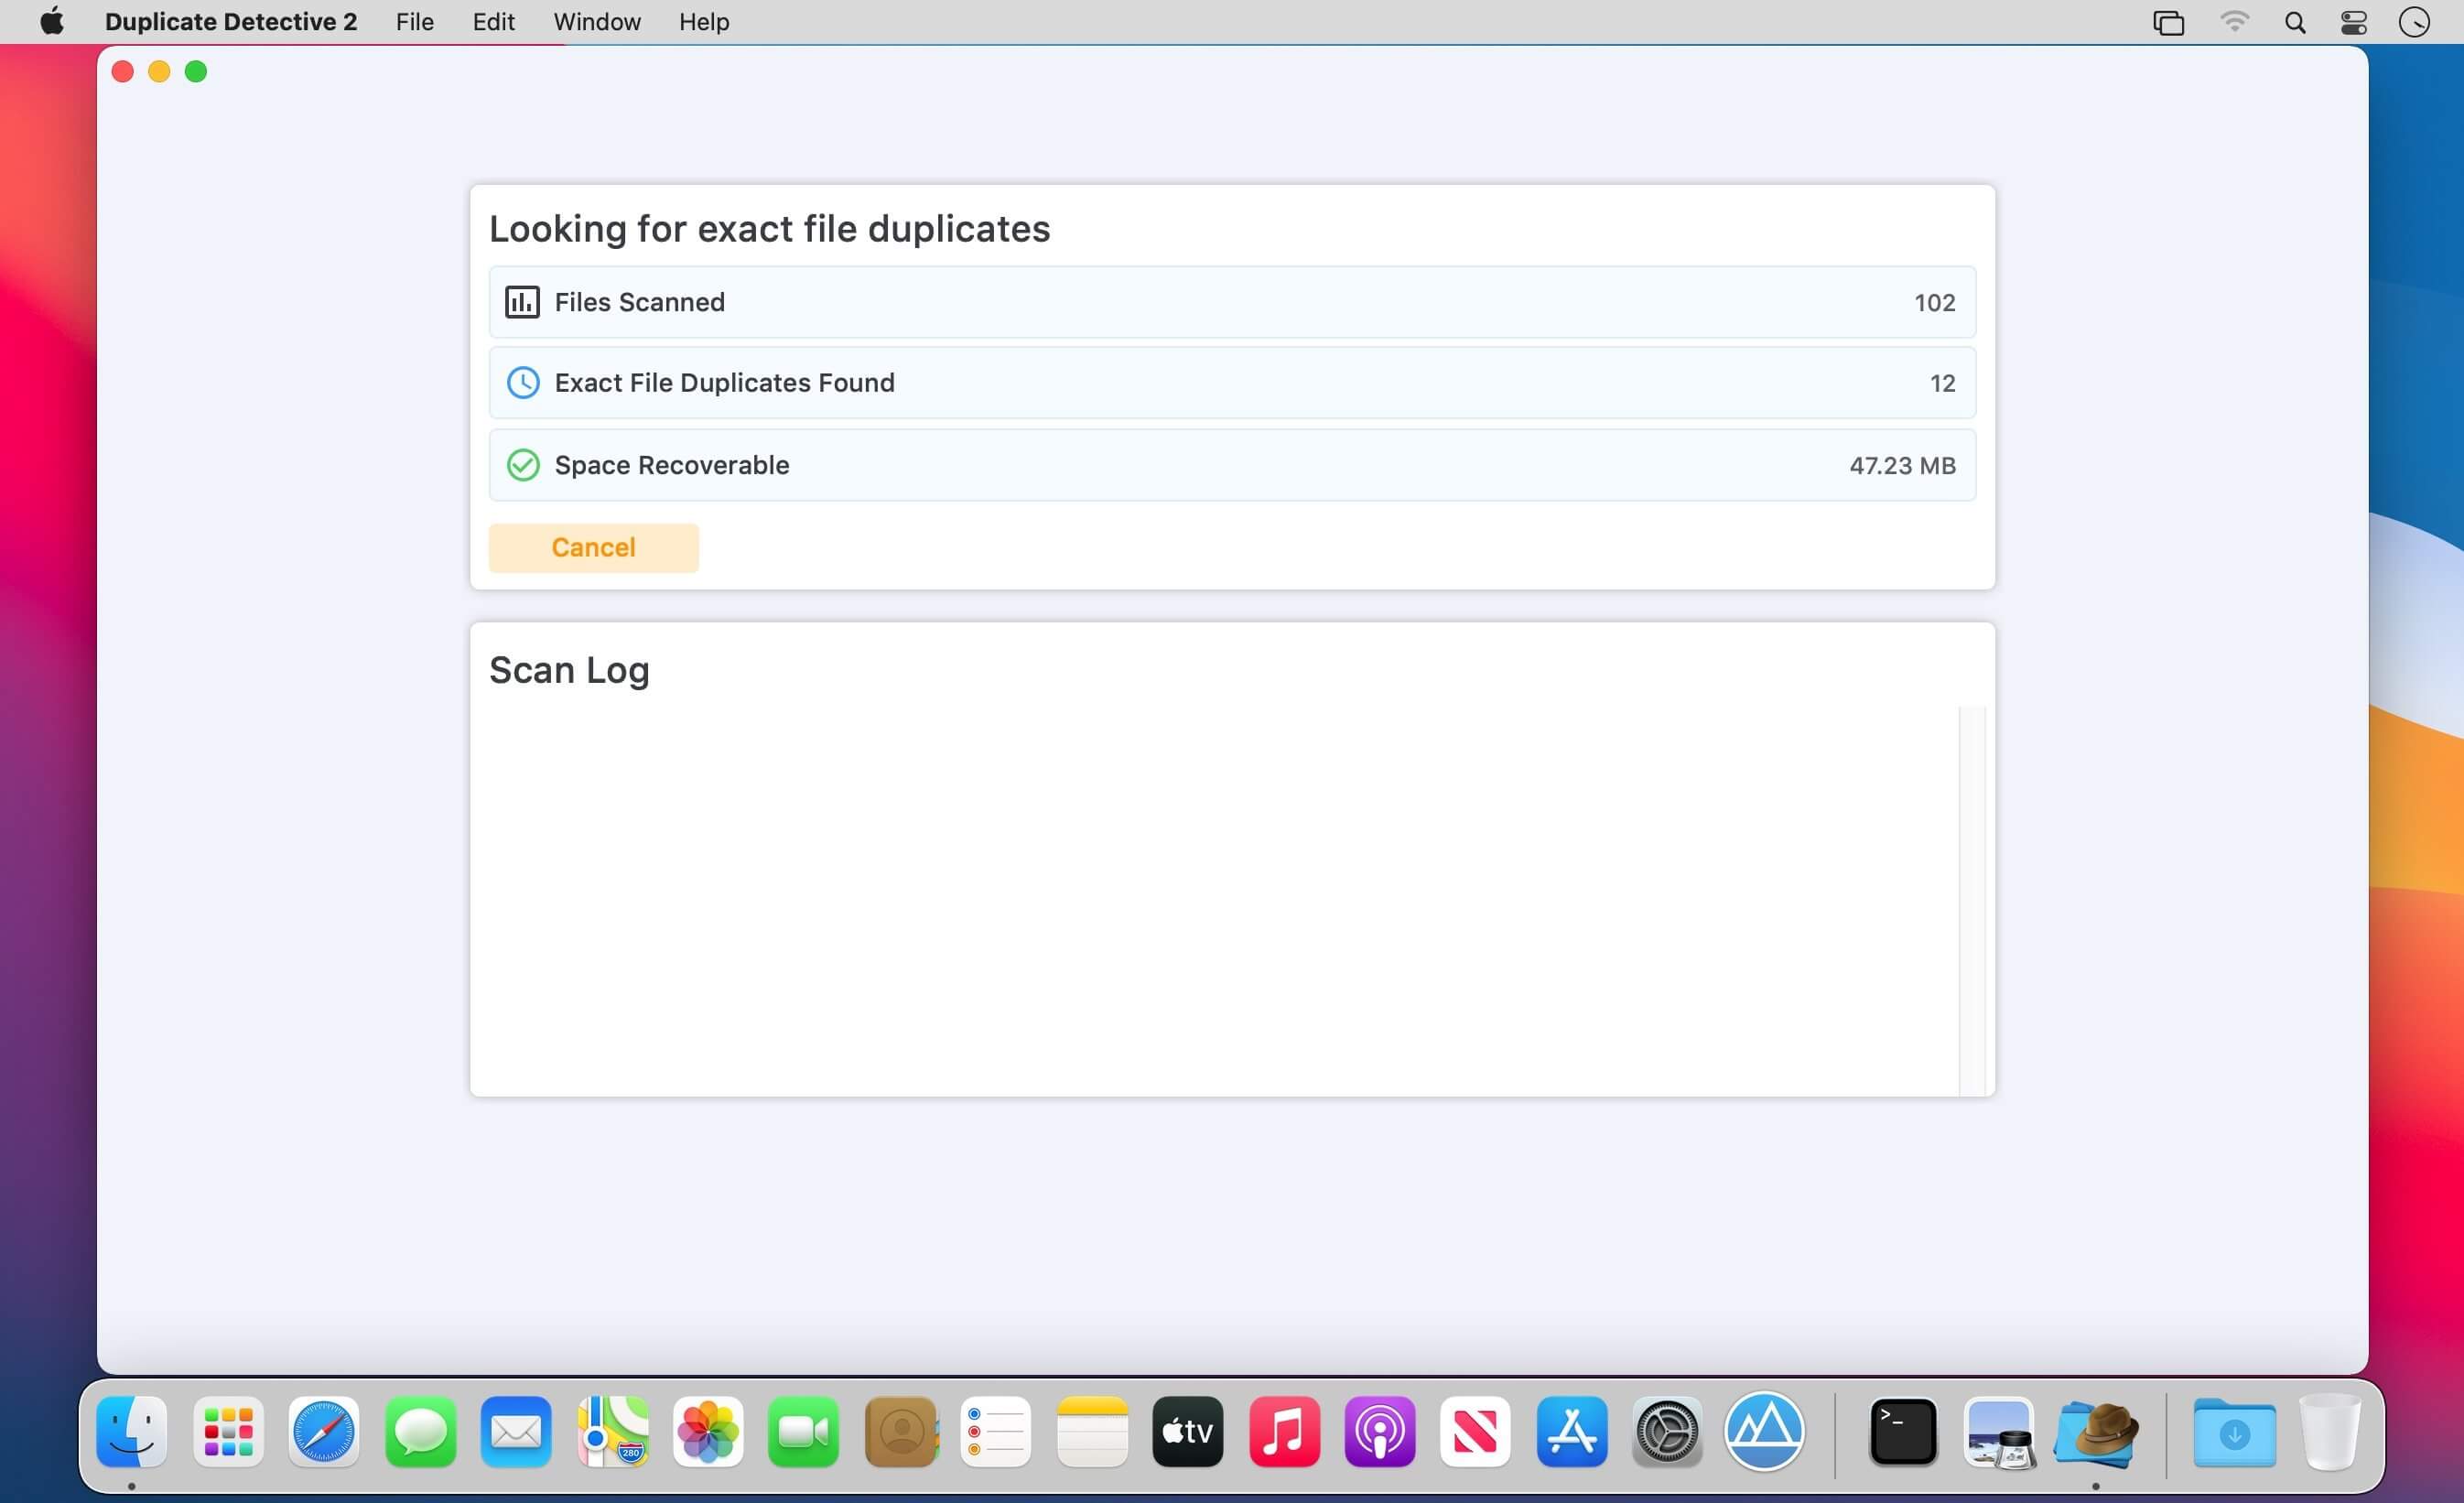 Duplicate Detective 2 File Edit Window Help
Looking for exact file duplicates
Files Scanned 102
Exact File Duplicates Found 12
Space Recoverable 47.23 MB
Cancel
Scan Log
280
tv
>_